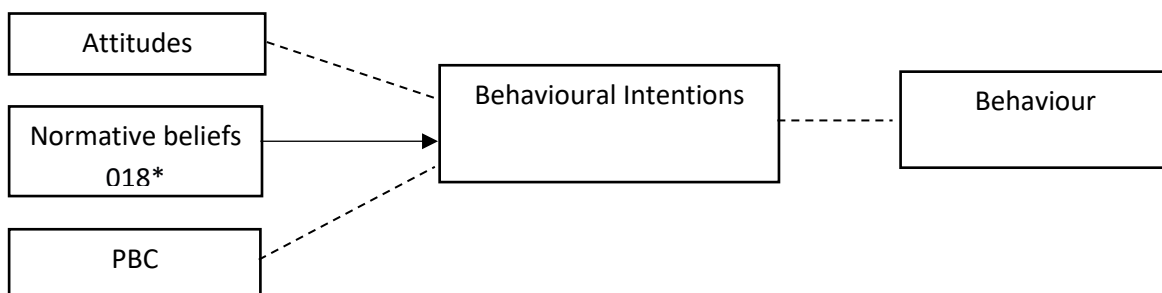 Attitudes
Normative beliefs
018*
PBC
Behavioural Intentions
Behaviour